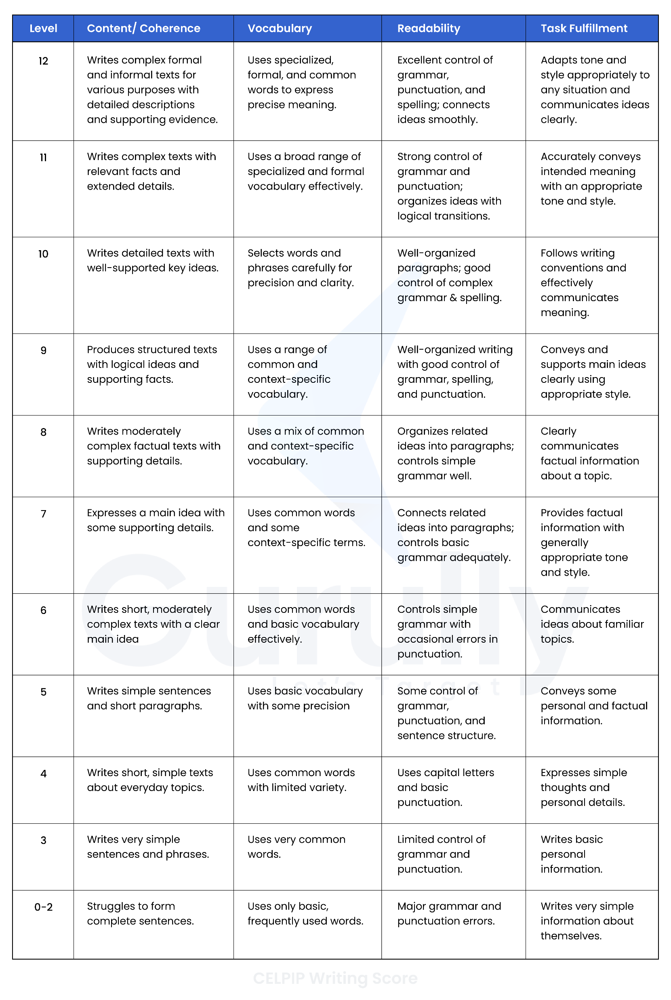 Level
Content/ Coherence
Vocabulary
Readability
Task Fulfillment
12
Writes complex formal
and informal texts for
various purposes with
detailed descriptions
and supporting evidence.
Uses specialized,
formal, and common
words to express
precise meaning.
Excellent control of
grammar,
punctuation, and
spelling; connects
ideas smoothly.
Adapts tone and
style appropriately to
any situation and
communicates ideas
clearly.
11
Writes complex texts with
relevant facts and
extended details.
Uses a broad range of
specialized and formal
vocabulary effectively.
Strong control of
grammar and
punctuation;
organizes ideas with
logical transitions.
Accurately conveys
intended meaning
with an appropriate
tone and style.
10
Writes detailed texts with
well-supported key ideas.
Selects words and
phrases carefully for
precision and clarity.
Well-organized
paragraphs; good
control of complex
grammar & spelling.
Follows writing
conventions and
effectively
communicates
meaning.
9
Produces structured texts
with logical ideas and
supporting facts.
Uses a range of
common and
context-specific
vocabulary.
Well-organized writing
with good control of
grammar, spelling,
and punctuation.
Conveys and
supports main ideas
clearly using
appropriate style.
8
Writes moderately
complex factual texts with
supporting details.
Uses a mix of common
and context-specific
vocabulary.
Organizes related
ideas into paragraphs;
controls simple
grammar well.
Clearly
communicates
factual information
about a topic.
7
Expresses a main idea with
some supporting details.
Uses common words
and some
context-specific terms.
Connects related
ideas into paragraphs;
controls basic
grammar adequately.
Provides factual
information with
generally
appropriate tone
and style.
Gurully
6
Writes short, moderately
complex texts with a clear
main idea
Uses common words
and basic vocabulary
effectively.
Controls simple
grammar with
occasional errors in
punctuation.
Communicates
ideas about familiar
topics.
Let's Target
5
Writes simple sentences
and short paragraphs.
Uses basic vocabulary
with some precision
Some control of
grammar,
punctuation, and
sentence structure.
Conveys some
personal and factual
information.
4
Writes short, simple texts
about everyday topics.
Uses common words
with limited variety.
Uses capital letters
and basic
punctuation.
Expresses simple
thoughts and
personal details.
3
Writes very simple
sentences and phrases.
Uses very common
words.
Limited control of
grammar and
punctuation.
Writes basic
personal
information.
0-2
Struggles to form
complete sentences.
Uses only basic,
frequently used words.
Major grammar and
punctuation errors.
Writes very simple
information about
themselves.
CELPIP Writing Score